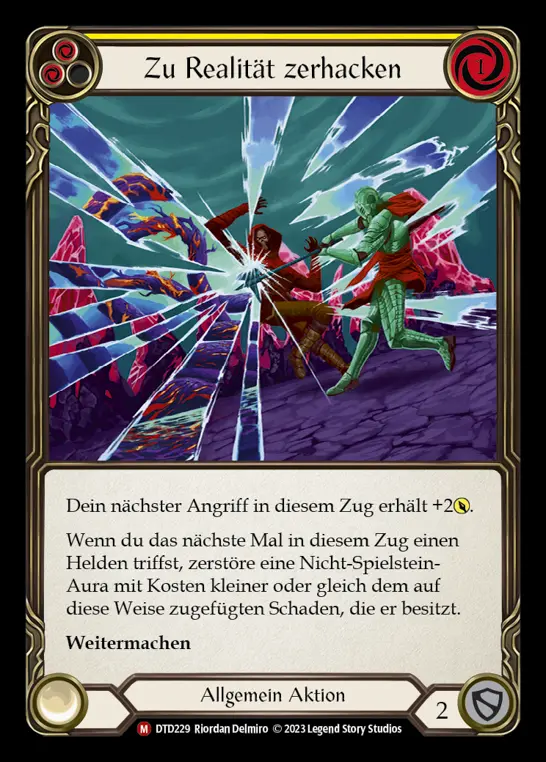 Zu Realität zerhacken
I
Dein nächster Angriff in diesem Zug erhält +2.
Wenn du das nächste Mal in diesem Zug einen
Helden triffst, zerstöre eine Nicht-Spielstein-
Aura mit Kosten kleiner oder gleich dem auf
diese Weise zugefügten Schaden, die er besitzt.
Weitermachen
Allgemein Aktion
2
M DTD229 Riordan Delmiro © 2023 Legend Story Studios